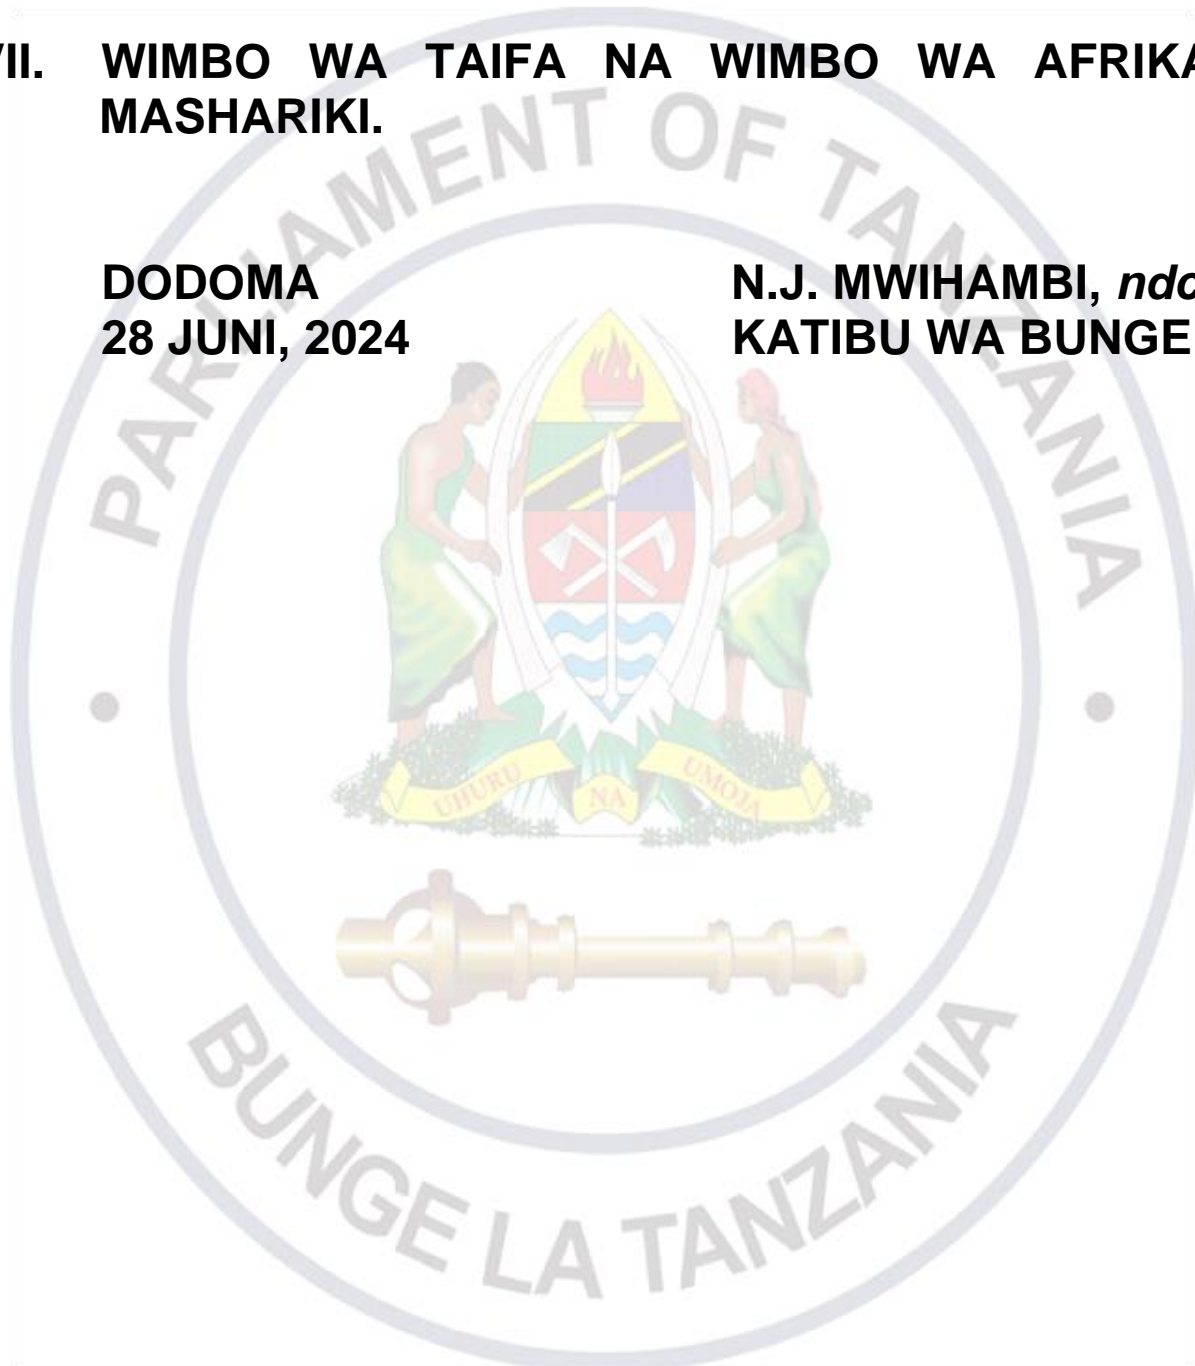 VII. WIMBO WA TAIFA NA WIMBO WA AFRIKA
MASHARIKI.
PARLIAMENT OF TANZANIA
DODOMA N.J. MWIHAMBI, ndc
28 JUNI, 2024 KATIBU WA BUNGE
UHURU NA UMOJA
BUNGE LA TANZANIA